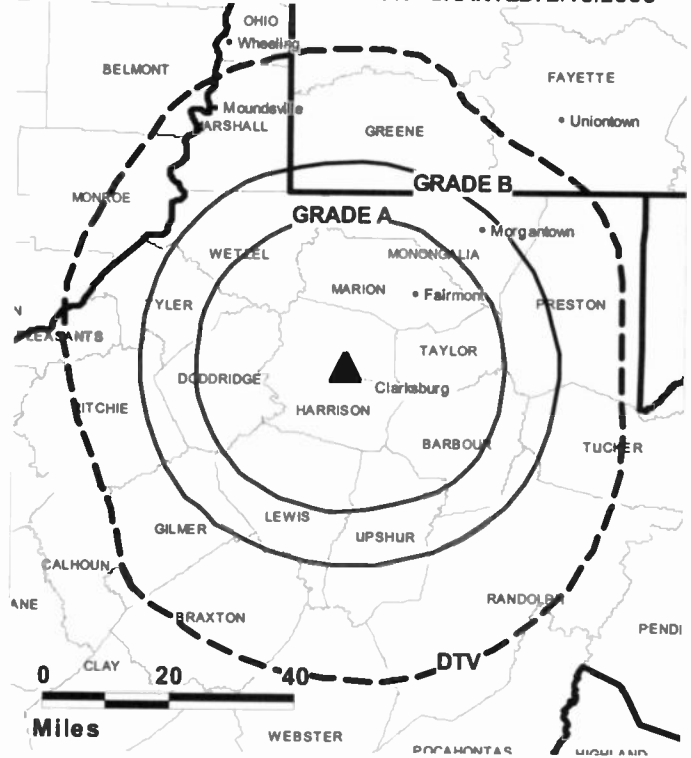 OHIO
Wheeling
BELMONT
FAYETTE
Moundsville
MARSHALL
Uniontown
GREENE
MONROE
GRADE B
GRADE A
Morgantown
WETZEL
MONONGALIA
MARION
Fairmont
TYLER
PRESTON
N
PLEASANTS
TAYLOR
DODDRIDGE
Clarksburg
RITCHIE
HARRISON
BARBOUR
TUCKER
LEWIS
GILMER
UPSHUR
CALHOUN
ANE
RANDOLPH
BRAXTON
PENDI
CLAY
DTV
0 20 40
Miles
WEBSTER
POCAHONTAS
HIGHLAND